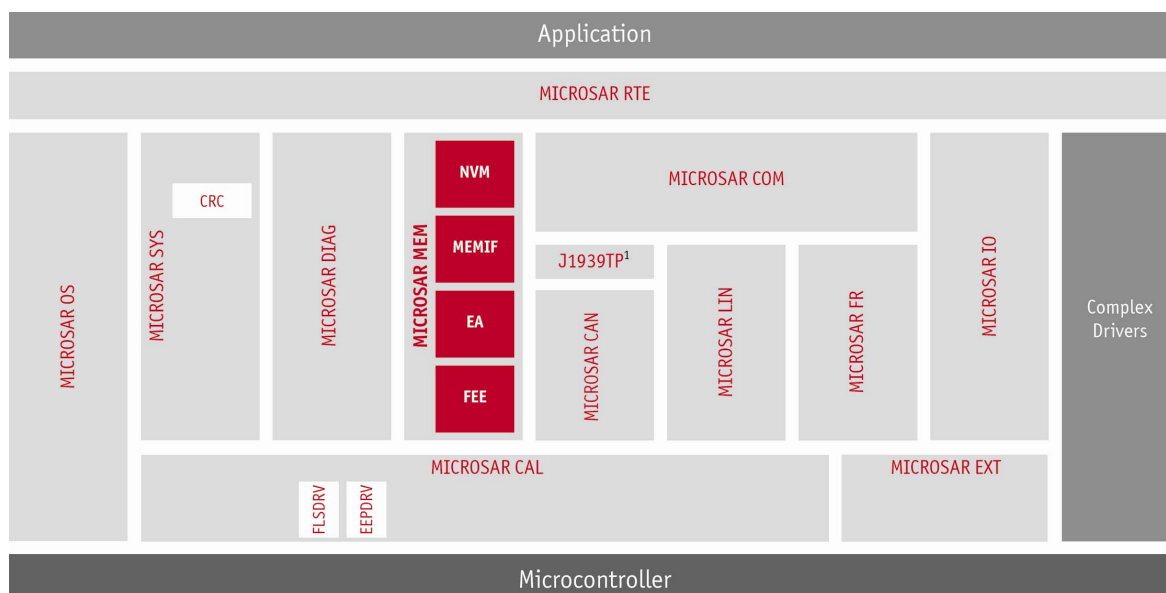 Application
MICROSAR RTE
MICROSAR OS
MICROSAR SYS
CRC
MICROSAR DIAG
MICROSAR MEM
NVM
MEMIF
EA
FEE
MICROSAR COM
J1939TP¹
MICROSAR CAN
MICROSAR LIN
MICROSAR FR
MICROSAR IO
Complex
Drivers
MICROSAR CAL
FLSDRV
EEPDRV
MICROSAR EXT
Microcontroller